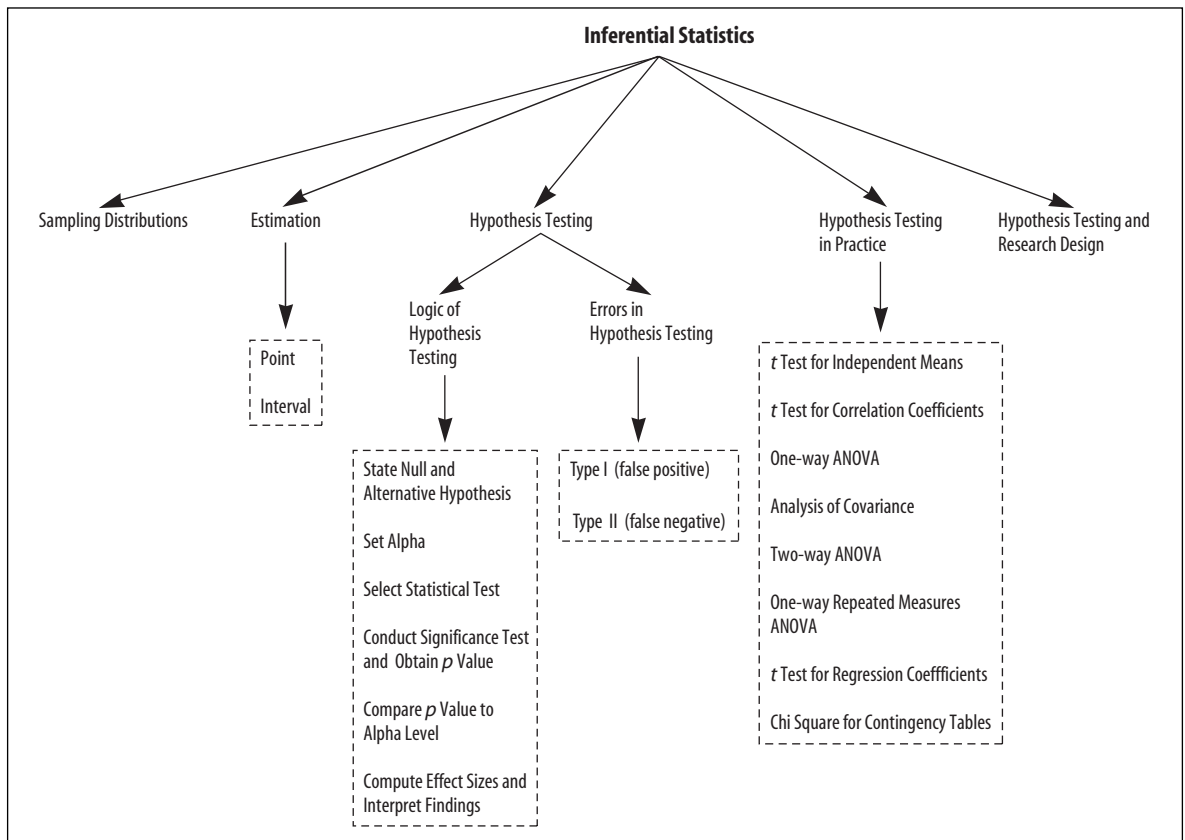 Inferential Statistics
Sampling Distributions
Estimation
Hypothesis Testing
Hypothesis Testing
in Practice
Hypothesis Testing and
Research Design
Logic of
Hypothesis
Testing
Errors in
Hypothesis Testing
Point
Interval
State Null and
Alternative Hypothesis
Set Alpha
Select Statistical Test
Conduct Significance Test
and Obtain p Value
Compare p Value to
Alpha Level
Compute Effect Sizes and
Interpret Findings
Type I (false positive)
Type II (false negative)
t Test for Independent Means
t Test for Correlation Coefficients
One-way ANOVA
Analysis of Covariance
Two-way ANOVA
One-way Repeated Measures
ANOVA
t Test for Regression Coeffficients
Chi Square for Contingency Tables